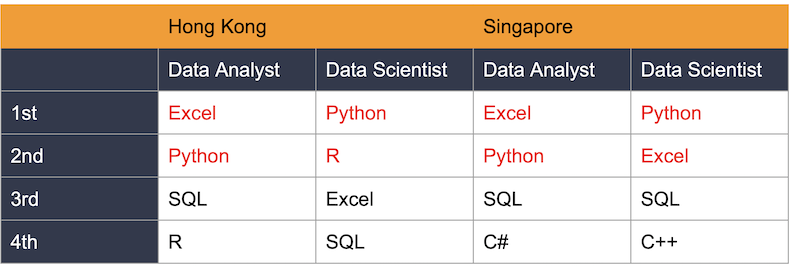 Hong Kong Singapore
Data Analyst Data Scientist Data Analyst Data Scientist
1st Excel Python Excel Python
2nd Python R Python Excel
3rd SQL Excel SQL SQL
4th R SQL C# C++